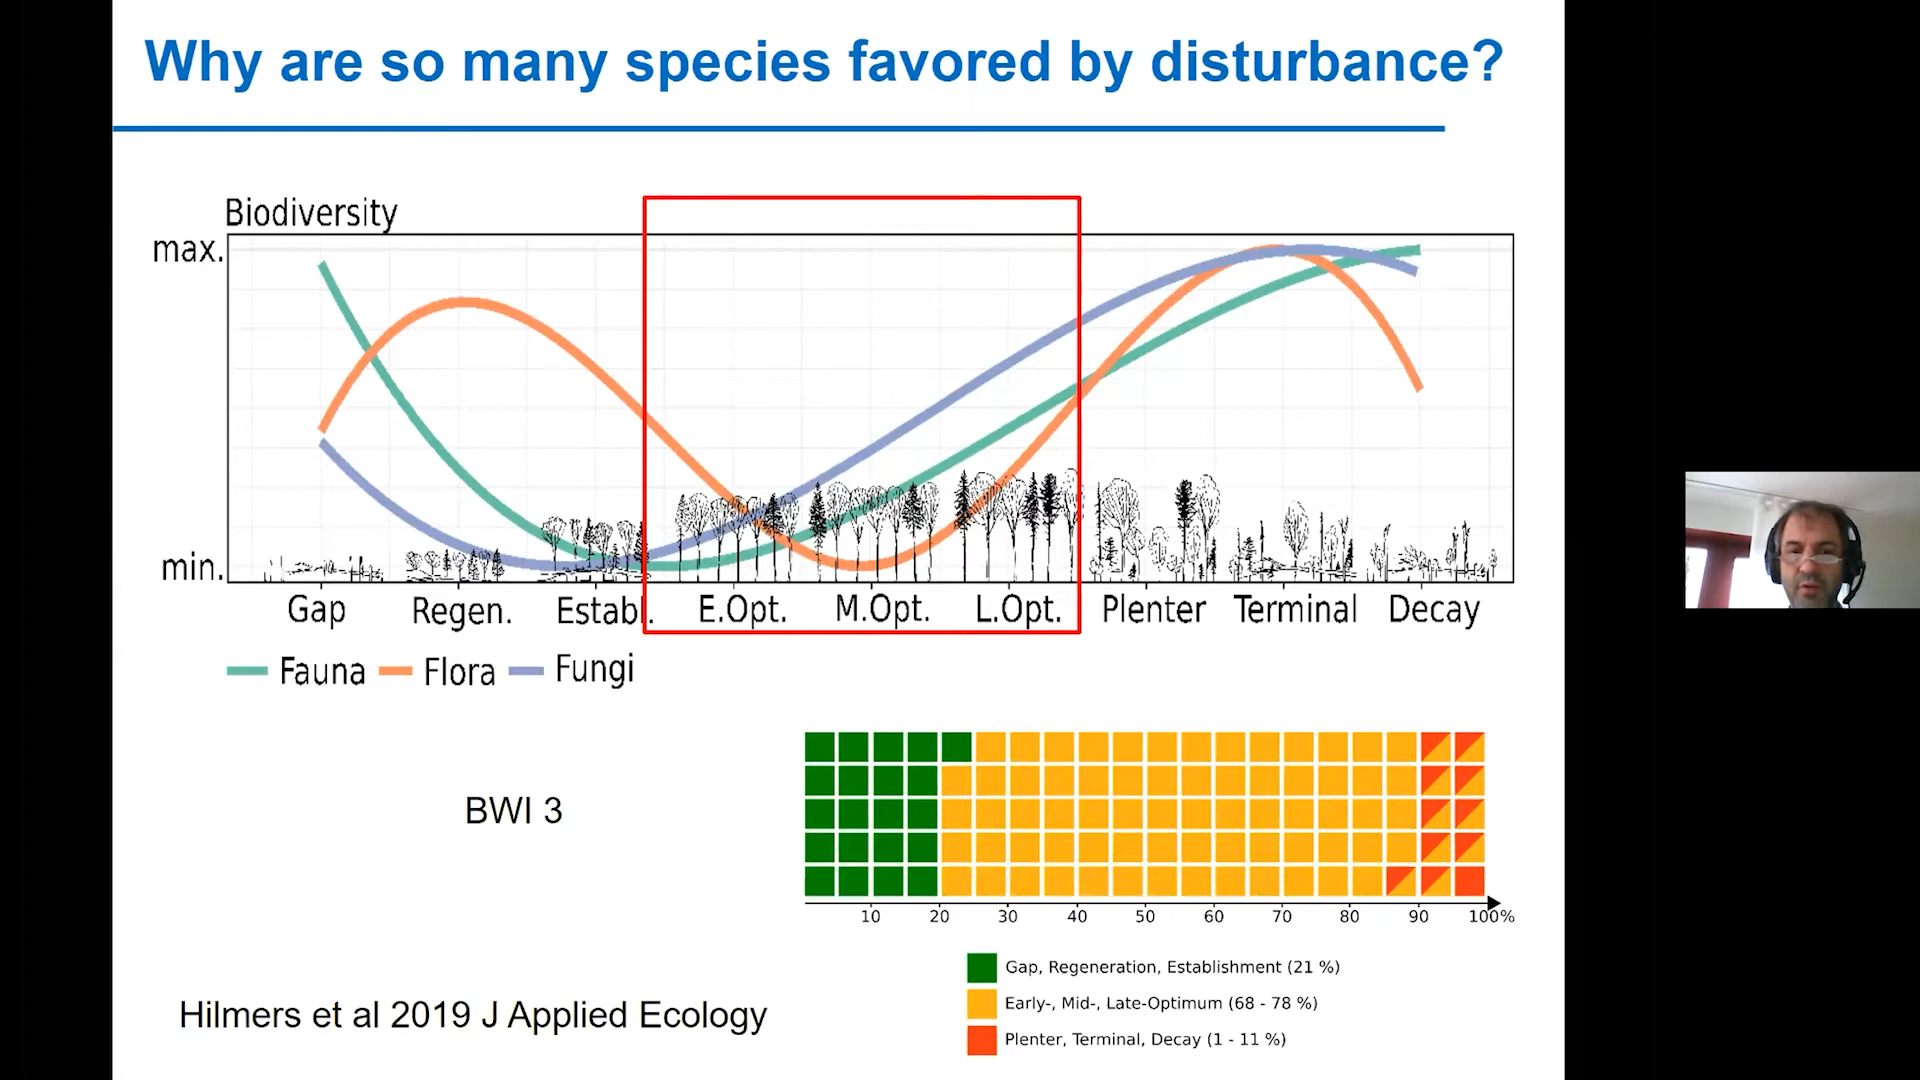 Why are so many species favored by disturbance?
Biodiversity
max.
min.
Gap Regen. Establ. E.Opt. M.Opt. L.Opt. Plenter Terminal Decay
Fauna Flora Fungi
BWI 3
10 20 30 40 50 60 70 80 90 100%
Gap, Regeneration, Establishment (21 %)
Early-, Mid-, Late-Optimum (68 - 78 %)
Plenter, Terminal, Decay (1 - 11 %)
Hilmers et al 2019 J Applied Ecology